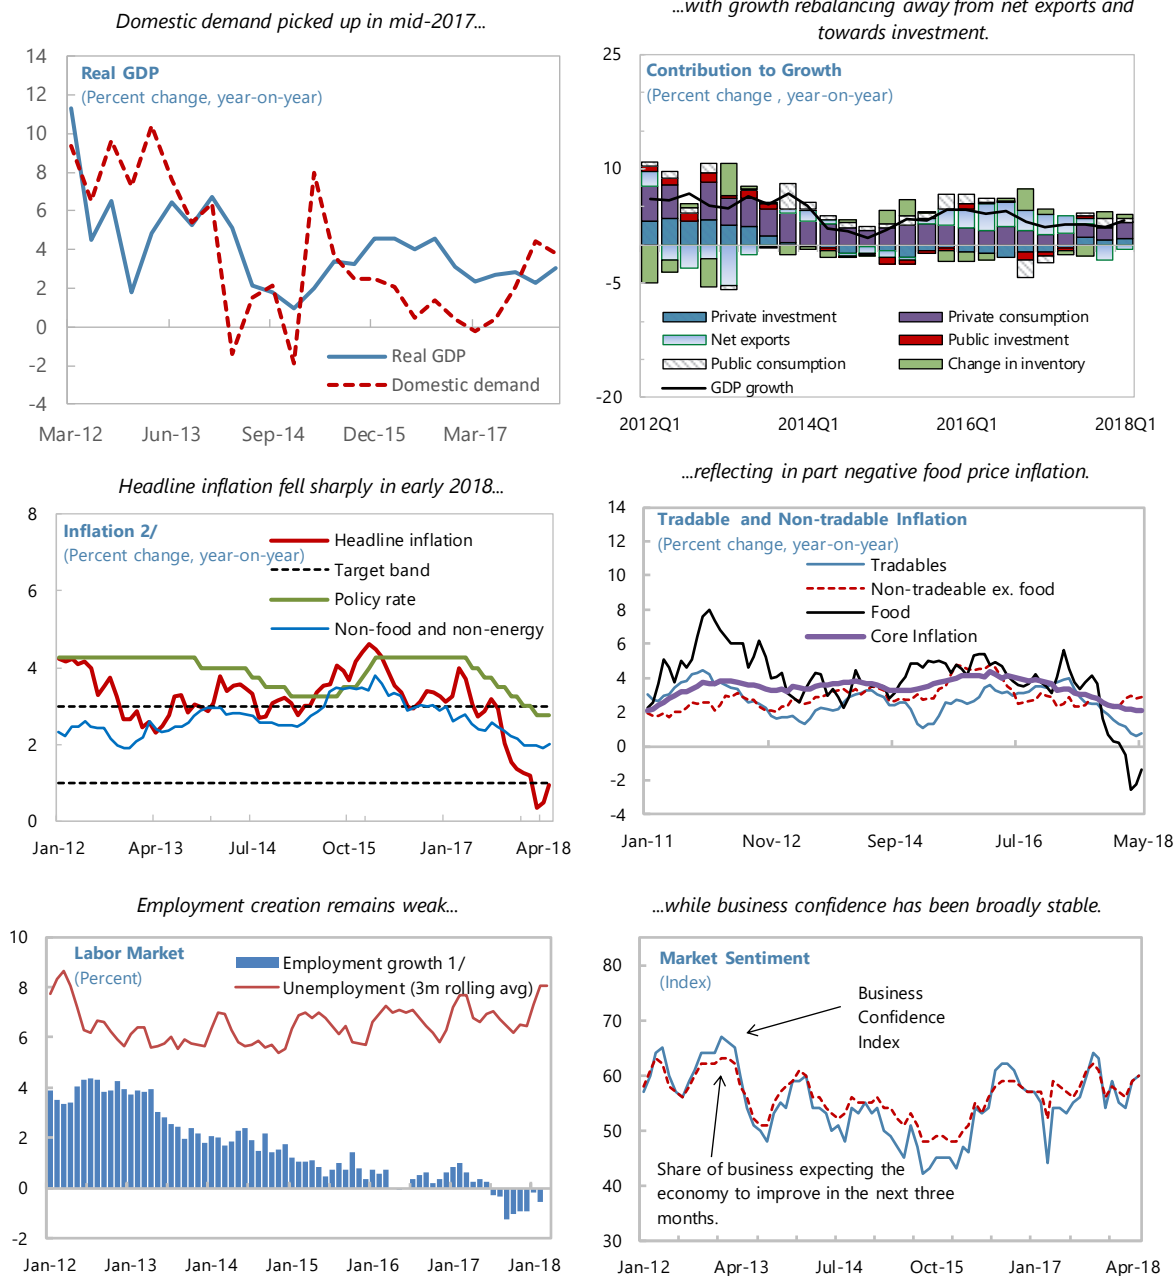 Domestic demand picked up in mid-2017...
14
12
10
8
6
4
2
0
-2
-4
Real GDP
(Percent change, year-on-year)
Real GDP
Domestic demand
Mar-12
Jun-13
Sep-14
Dec-15
Mar-17
...with growth rebalancing away from net exports and
towards investment.
25
10
-5
-20
Contribution to Growth
(Percent change , year-on-year)
Private investment
Private consumption
Net exports
Public investment
Public consumption
Change in inventory
GDP growth
2012Q1
2014Q1
2016Q1
2018Q1
Headline inflation fell sharply in early 2018...
8
6
4
2
0
Inflation 2/
(Percent change, year-on-year)
Headline inflation
Target band
Policy rate
Non-food and non-energy
Jan-12
Apr-13
Jul-14
Oct-15
Jan-17
Apr-18
...reflecting in part negative food price inflation.
14
12
10
8
6
4
2
0
-2
-4
Tradable and Non-tradable Inflation
(Percent change, year-on-year)
Tradables
Non-tradeable ex. food
Food
Core Inflation
Jan-11
Nov-12
Sep-14
Jul-16
May-18
Employment creation remains weak...
10
8
6
4
2
0
-2
Labor Market
(Percent)
Employment growth 1/
Unemployment (3m rolling avg)
Jan-12
Jan-13
Jan-14
Jan-15
Jan-16
Jan-17
Jan-18
...while business confidence has been broadly stable.
80
70
60
50
40
30
Market Sentiment
(Index)
Business
Confidence
Index
Share of business expecting the
economy to improve in the next three
months.
Jan-12
Apr-13
Jul-14
Oct-15
Jan-17
Apr-18